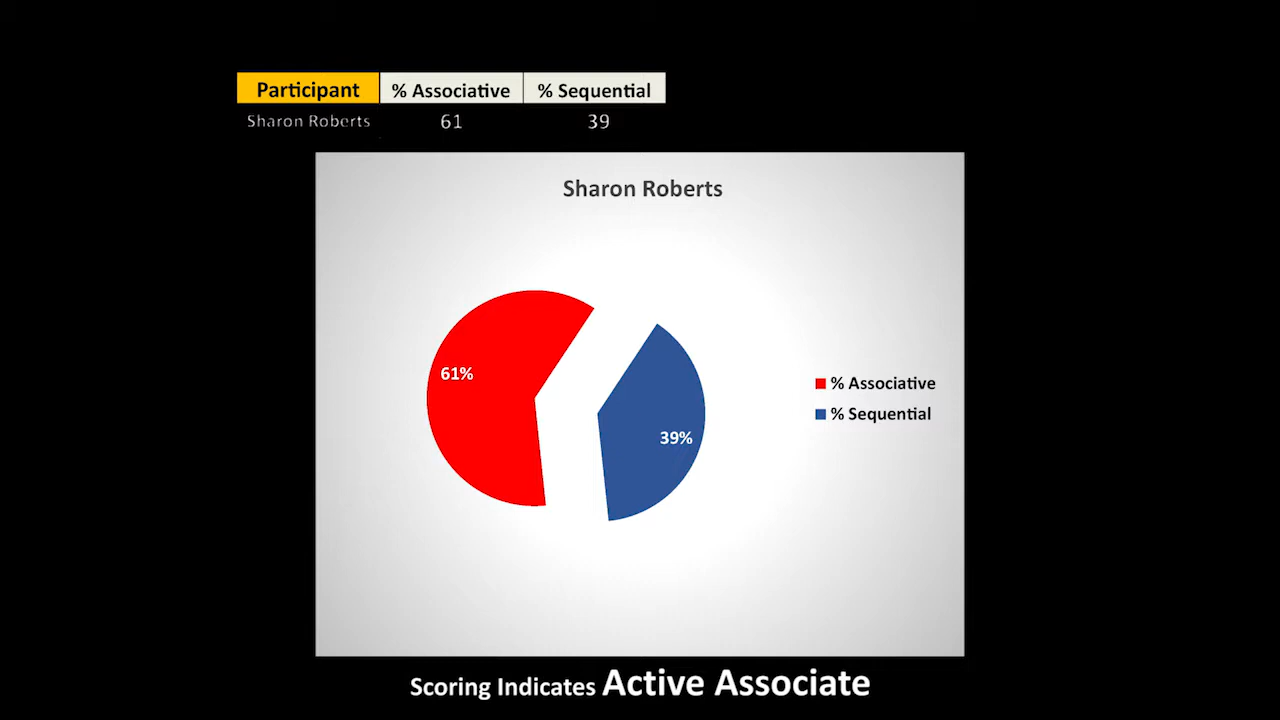 Participant % Associative % Sequential
Sharon Roberts 61 39
Sharon Roberts
61%
39%
% Associative
% Sequential
Scoring Indicates Active Associate